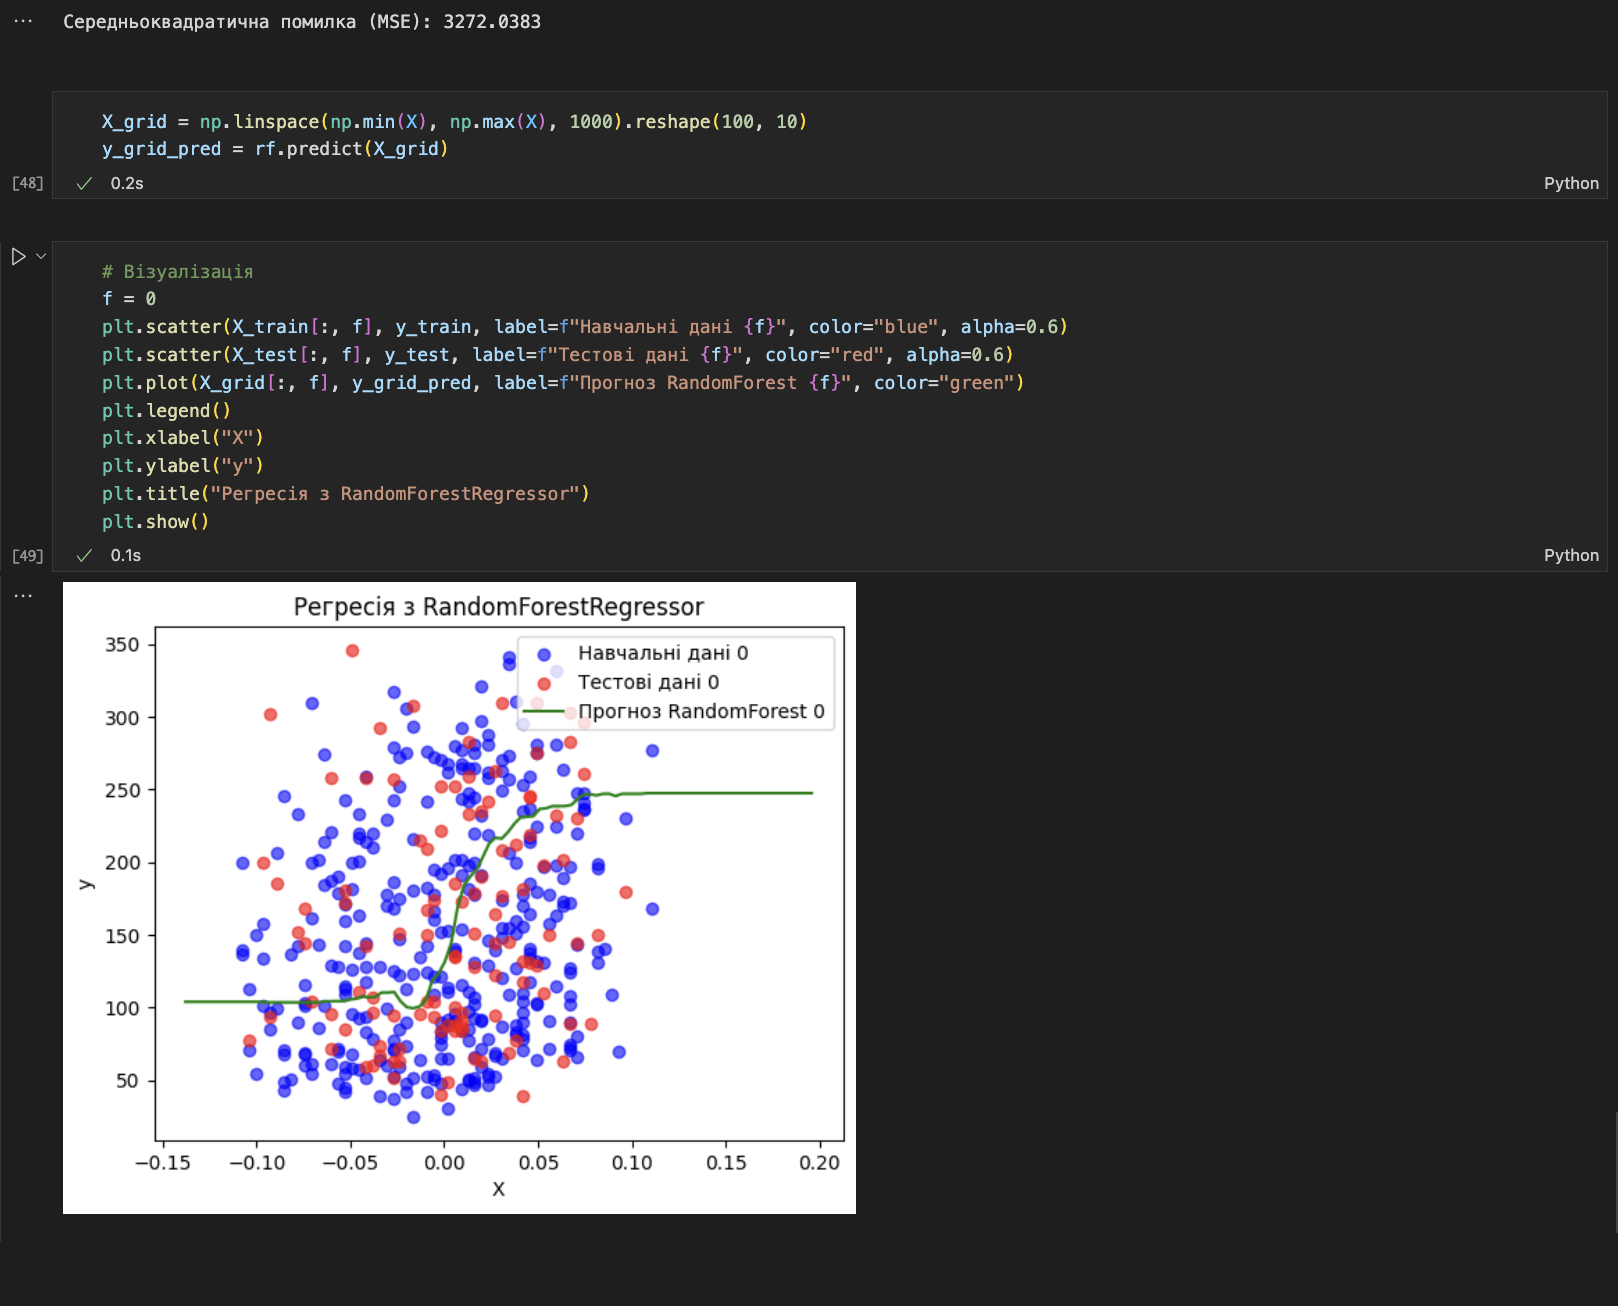 ... Середньоквадратична помилка (MSE): 3272.0383
X_grid = np.linspace(np.min(X), np.max(X), 1000).reshape(100, 10)
y_grid_pred = rf.predict(X_grid)
[48] ✓ 0.2s Python
# Візуалізація
f = 0
plt.scatter(X_train[:, f], y_train, label=f"Навчальні дані {f}", color="blue", alpha=0.6)
plt.scatter(X_test[:, f], y_test, label=f"Тестові дані {f}", color="red", alpha=0.6)
plt.plot(X_grid[:, f], y_grid_pred, label=f"Прогноз RandomForest {f}", color="green")
plt.legend()
plt.xlabel("X")
plt.ylabel("y")
plt.title("Регресія з RandomForestRegressor")
plt.show()
[49] ✓ 0.1s Python
...
Регресія з RandomForestRegressor
Навчальні дані 0
Тестові дані 0
Прогноз RandomForest 0
350
300
250
200
150
100
50
y
−0.15 −0.10 −0.05 0.00 0.05 0.10 0.15 0.20
X